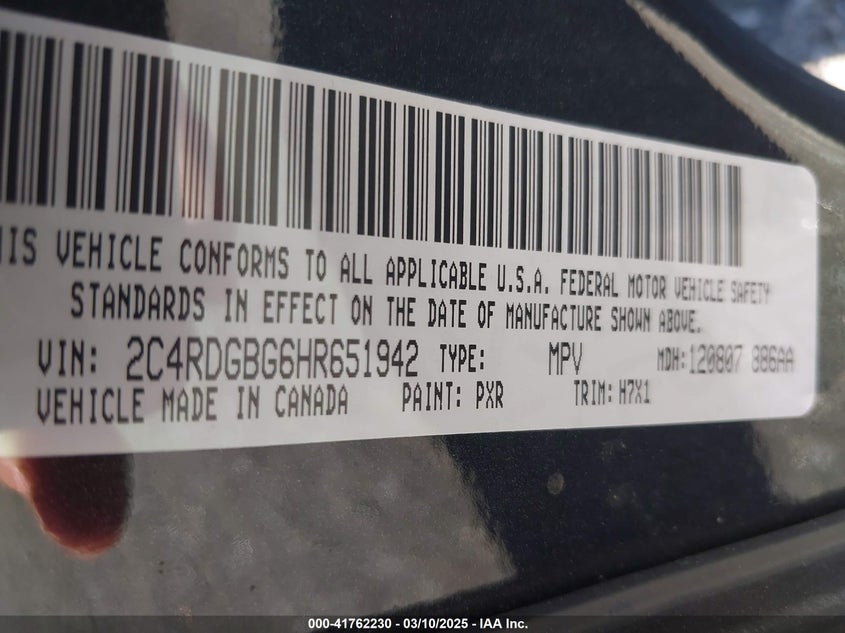 HIS VEHICLE CONFORMS TO ALL APPLICABLE U.S.A. FEDERAL MOTOR VEHICLE SAFETY
STANDARDS IN EFFECT ON THE DATE OF MANUFACTURE SHOWN ABOVE.
VIN: 2C4RDGBG6HR651942 TYPE: MPV MDH: 120807 886AA
VEHICLE MADE IN CANADA PAINT: PXR TRIM: H7X1
000-41762230 - 03/10/2025 - IAA Inc.